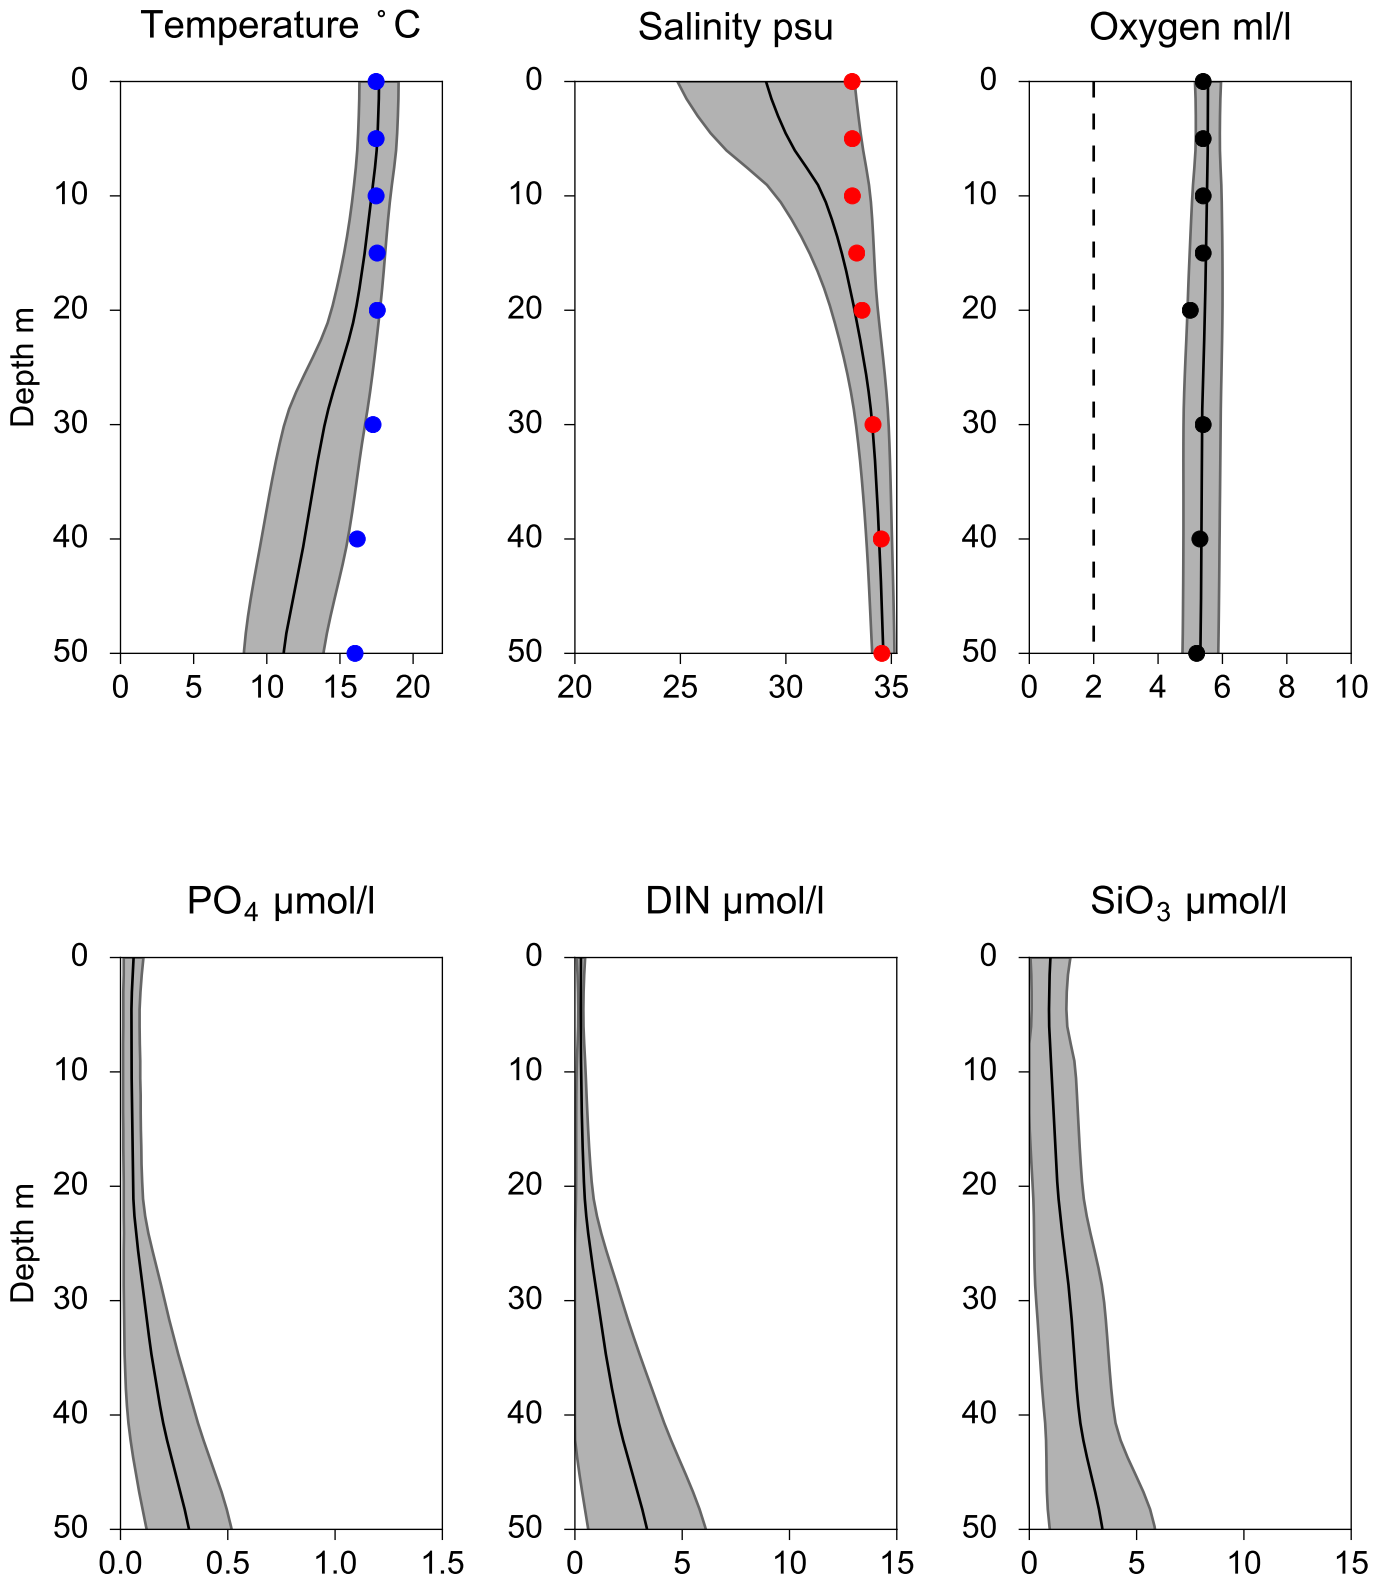 Temperature ˚C
Salinity psu
Oxygen ml/l
0 0 0
10 10 10
20 20 20
Depth m
30 30 30
40 40 40
50 50 50
0 5 10 15 20
20 25 30 35
0 2 4 6 8 10
PO4 µmol/l
DIN µmol/l
SiO3 µmol/l
0 0 0
10 10 10
20 20 20
Depth m
30 30 30
40 40 40
50 50 50
0.0 0.5 1.0 1.5
0 5 10 15
0 5 10 15